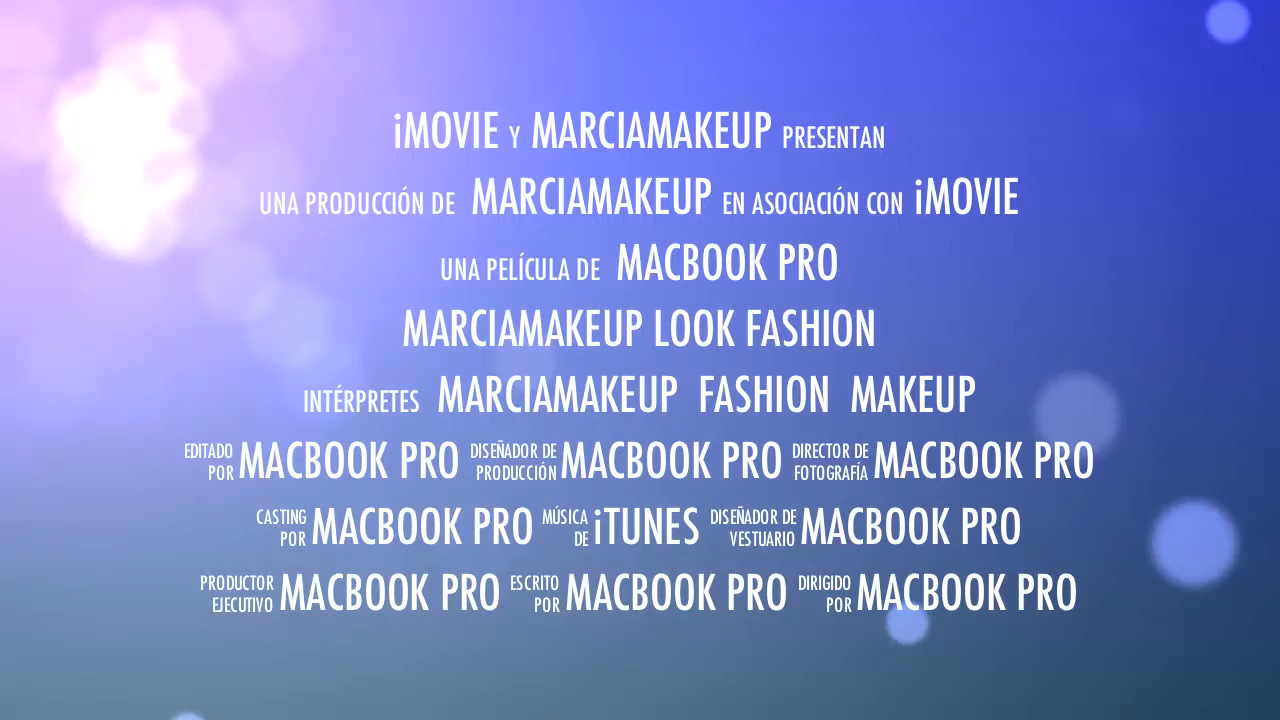 iMOVIE Y MARCIAMAKEUP PRESENTAN
UNA PRODUCCIÓN DE MARCIAMAKEUP EN ASOCIACIÓN CON iMOVIE
UNA PELÍCULA DE MACBOOK PRO
MARCIAMAKEUP LOOK FASHION
INTÉRPRETES MARCIAMAKEUP FASHION MAKEUP
EDITADO POR MACBOOK PRO DISEÑADOR DE PRODUCCIÓN MACBOOK PRO DIRECTOR DE FOTOGRAFÍA MACBOOK PRO
CASTING POR MACBOOK PRO MÚSICA DE iTUNES DISEÑADOR DE VESTUARIO MACBOOK PRO
PRODUCTOR EJECUTIVO MACBOOK PRO ESCRITO POR MACBOOK PRO DIRIGIDO POR MACBOOK PRO